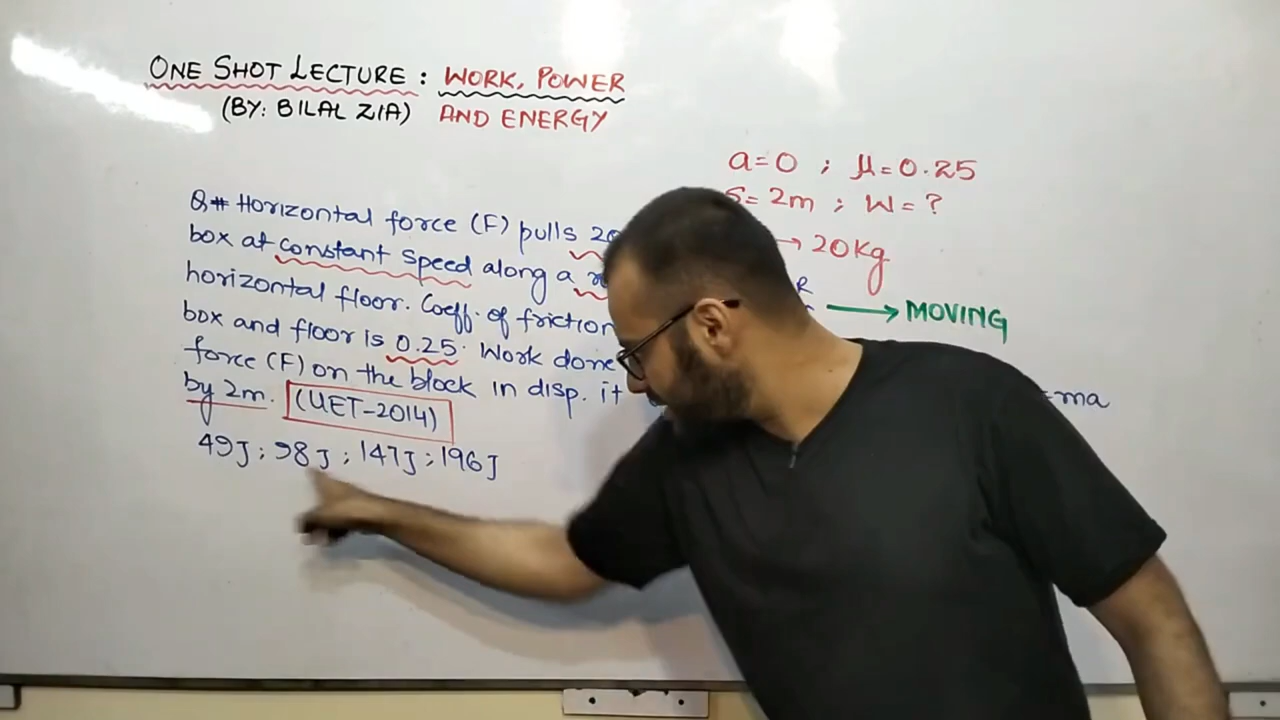 ONE SHOT LECTURE : WORK, POWER
(BY: BILAL ZIA) AND ENERGY
Q# Horizontal force (F) pulls 20
box at constant speed along a
horizontal floor. Coeff. of friction
box and floor is 0.25. Work done
force (F) on the block in disp. it
by 2m. (UET-2014)
49J ; 98J ; 147J ; 196J
a=0 ; μ=0.25
S=2m ; W=?
→ 20Kg
R
→ MOVING
=ma